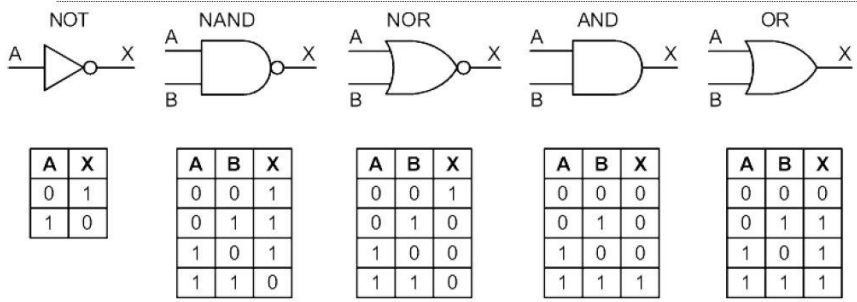 NOT NAND NOR AND OR
A X A B X A B X A B X A B X
A X A B X A B X A B X A B X
0 1 0 0 1 0 0 1 0 0 0 0 0 0
1 0 0 1 1 0 1 0 0 1 0 0 1 1
1 0 1 1 0 0 1 0 0 1 0 1
1 1 0 1 1 0 1 1 1 1 1 1